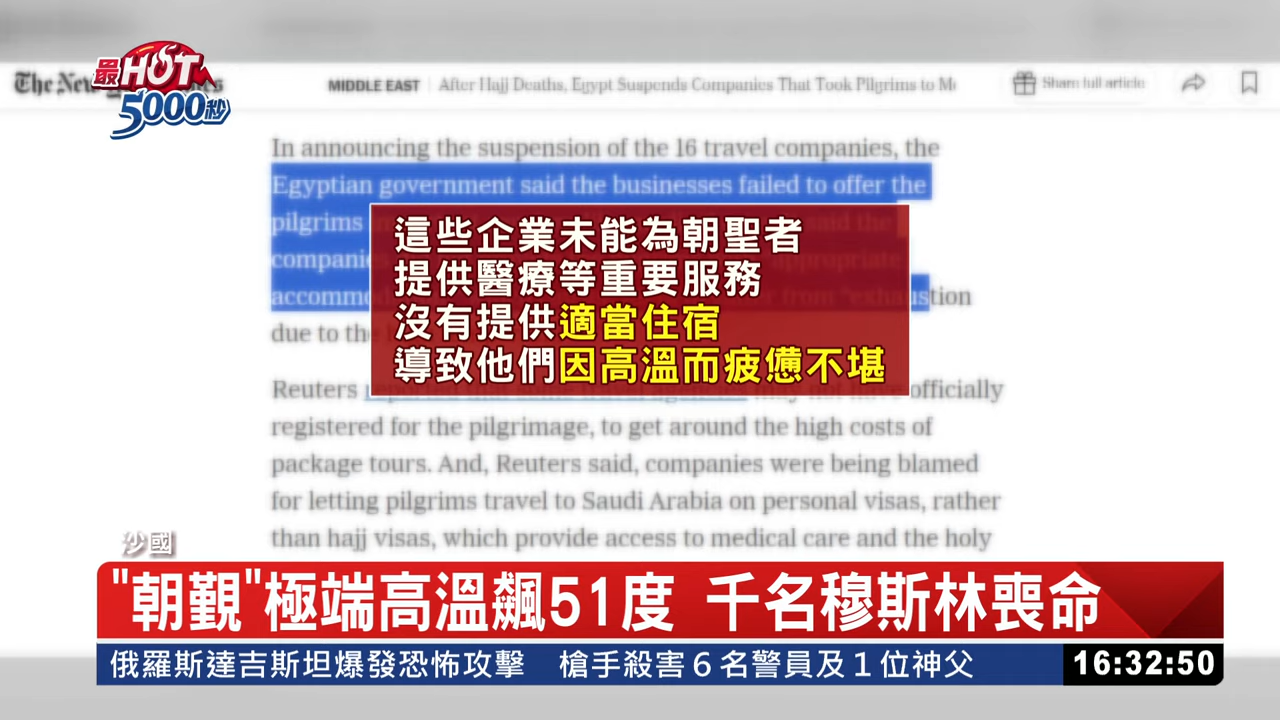 最HOT
5000秒
The New
MIDDLE EAST
After Hajj Deaths, Egypt Suspends Companies That Took Pilgrims to Me
Share full article
In announcing the suspension of the 16 travel companies, the
Egyptian government said the businesses failed to offer the
pilgrims
said the
companies
appropriate
accommod
from "exhaustion
due to the
這些企業未能為朝聖者
提供醫療等重要服務
沒有提供適當住宿
導致他們因高溫而疲憊不堪
Reuters
officially
registered for the pilgrimage, to get around the high costs of
package tours. And, Reuters said, companies were being blamed
for letting pilgrims travel to Saudi Arabia on personal visas, rather
than hajj visas, which provide access to medical care and the holy
沙國
"朝覲"極端高溫飆51度 千名穆斯林喪命
俄羅斯達吉斯坦爆發恐怖攻擊 槍手殺害6名警員及1位神父
16:32:50